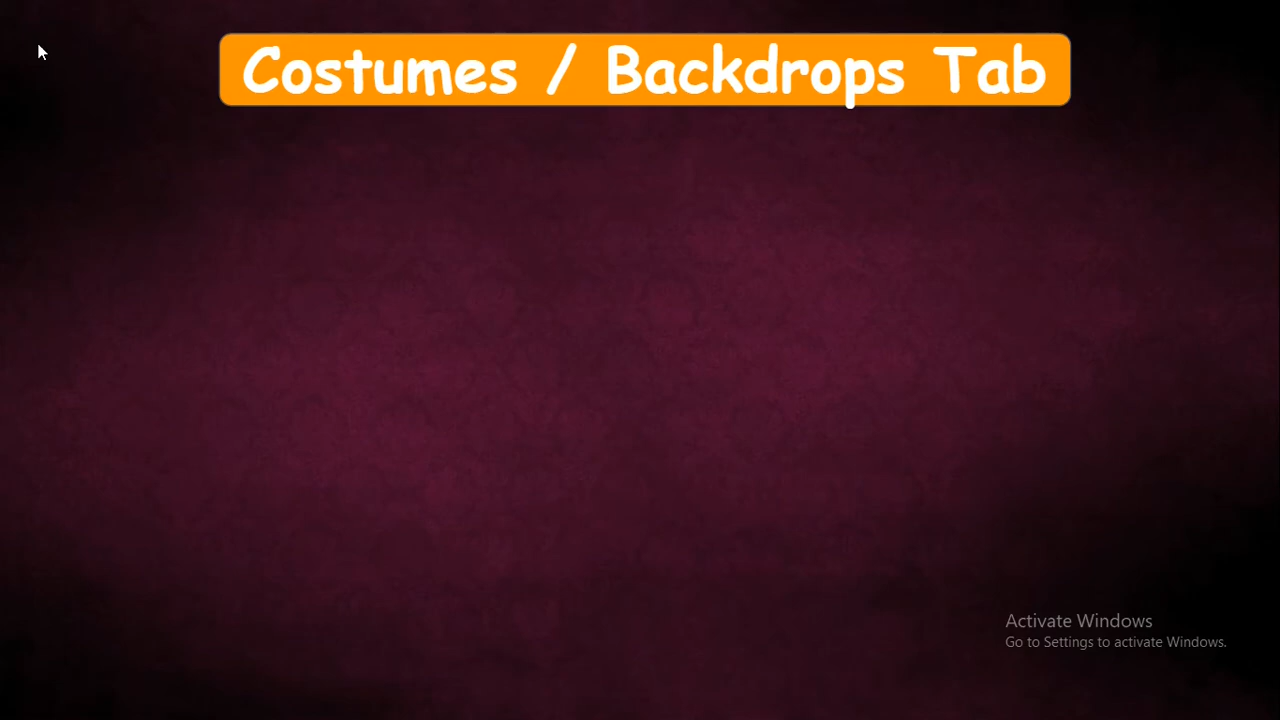 Costumes / Backdrops Tab
Activate Windows
Go to Settings to activate Windows.